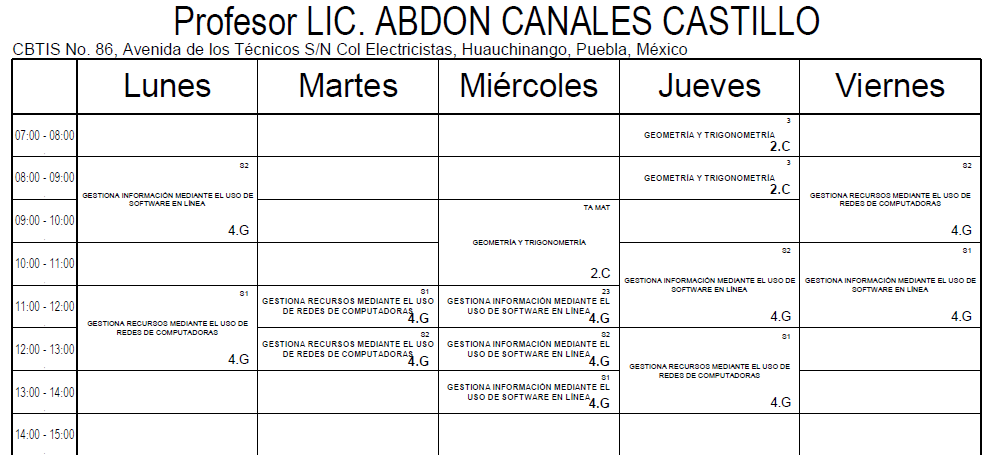 Profesor LIC. ABDON CANALES CASTILLO
CBTIS No. 86, Avenida de los Técnicos S/N Col Electricistas, Huauchinango, Puebla, México
Lunes Martes Miércoles Jueves Viernes
07:00 - 08:00
3
GEOMETRÍA Y TRIGONOMETRÍA
2.C
08:00 - 09:00
S2
GESTIONA INFORMACIÓN MEDIANTE EL USO DE
SOFTWARE EN LÍNEA
4.G
3
GEOMETRÍA Y TRIGONOMETRÍA
2.C
S2
GESTIONA RECURSOS MEDIANTE EL USO DE
REDES DE COMPUTADORAS
4.G
09:00 - 10:00
TA MAT
GEOMETRÍA Y TRIGONOMETRÍA
2.C
10:00 - 11:00
S2
GESTIONA INFORMACIÓN MEDIANTE EL USO DE
SOFTWARE EN LÍNEA
4.G
S1
GESTIONA INFORMACIÓN MEDIANTE EL USO DE
SOFTWARE EN LÍNEA
4.G
11:00 - 12:00
S1
GESTIONA RECURSOS MEDIANTE EL USO DE
REDES DE COMPUTADORAS
4.G
S1
GESTIONA RECURSOS MEDIANTE EL USO
DE REDES DE COMPUTADORAS
4.G
23
GESTIONA INFORMACIÓN MEDIANTE EL
USO DE SOFTWARE EN LÍNEA
4.G
12:00 - 13:00
S2
GESTIONA RECURSOS MEDIANTE EL USO
DE REDES DE COMPUTADORAS
4.G
S2
GESTIONA INFORMACIÓN MEDIANTE EL
USO DE SOFTWARE EN LÍNEA
4.G
S1
GESTIONA RECURSOS MEDIANTE EL USO DE
REDES DE COMPUTADORAS
4.G
13:00 - 14:00
S1
GESTIONA INFORMACIÓN MEDIANTE EL
USO DE SOFTWARE EN LÍNEA
4.G
14:00 - 15:00